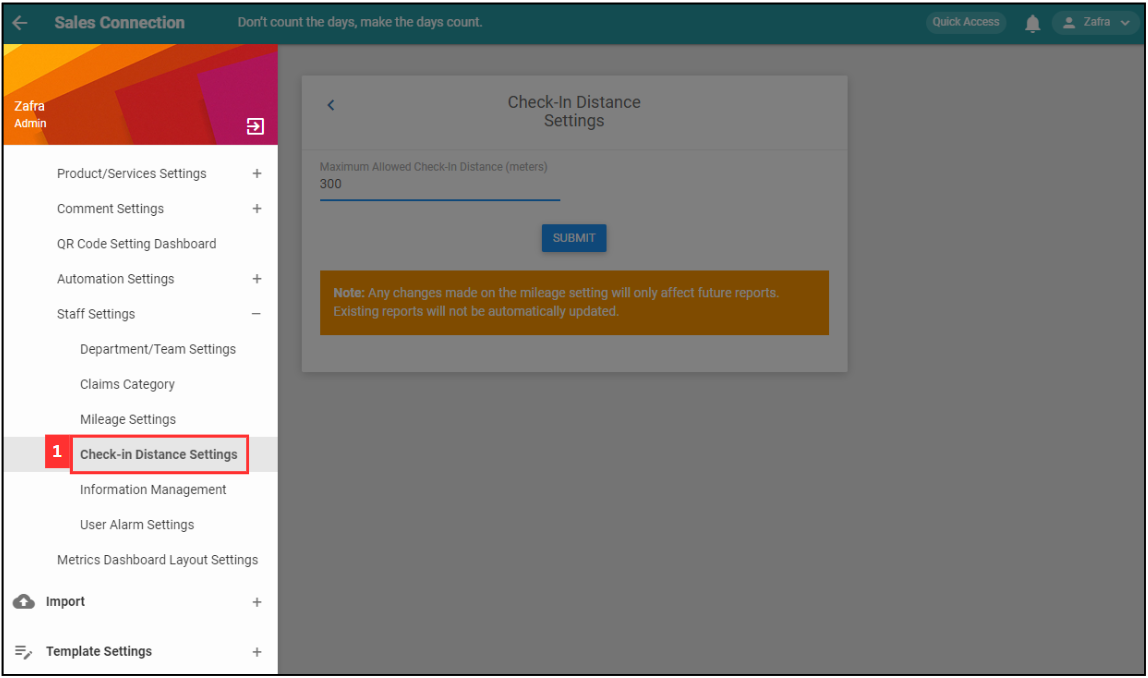 Sales Connection
Don't count the days, make the days count.
Quick Access
Zafra
Zafra
Admin
Product/Services Settings
Comment Settings
QR Code Setting Dashboard
Automation Settings
Staff Settings
Department/Team Settings
Claims Category
Mileage Settings
1
Check-in Distance Settings
Information Management
User Alarm Settings
Metrics Dashboard Layout Settings
Import
Template Settings
Check-In Distance
Settings
Maximum Allowed Check-In Distance (meters)
300
SUBMIT
Note: Any changes made on the mileage setting will only affect future reports.
Existing reports will not be automatically updated.